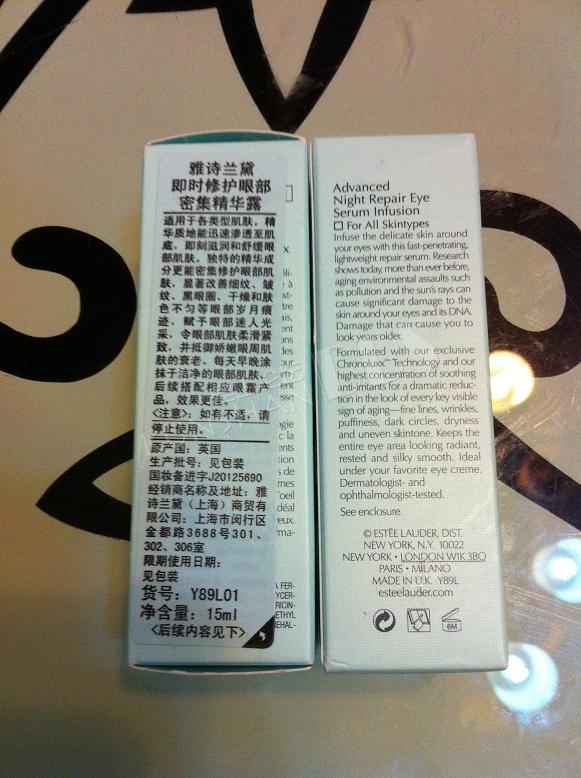 雅诗兰黛
即时修护眼部
密集精华露
适用于各类型肌肤。精
华质地能迅速渗透至肌
底，即刻滋润和舒缓眼
部肌肤。独特的精华成
分更能密集修护眼部肌
肤，显著改善细纹、皱
纹、黑眼圈、干燥和肤
色不匀等眼部岁月痕
迹，赋予眼部迷人光
采，令眼部肌肤柔滑紧
致，并抵御娇嫩眼周肌
肤的衰老。每天早晚涂
抹于洁净的眼部肌肤，
后续搭配相应眼霜产
品，效果更佳。
<注意>：如有不适，请
停止使用。
原产国：英国
生产批号：见包装
国妆备进字J20125690
经销商名称及地址：雅
诗兰黛（上海）商贸有
限公司：上海市闵行区
金都路3688号301、
302、306室
限期使用日期：
见包装
货号：Y89L01
净含量：15ml
<后续内容见下>
Advanced
Night Repair Eye
Serum Infusion
For All Skintypes
Infuse the delicate skin around
your eyes with this fast-penetrating,
lightweight repair serum. Research
shows today, more than ever before,
aging environmental assaults such
as pollution and the sun's rays can
cause significant damage to the
skin around your eyes and its DNA.
Damage that can cause you to
look years older.
Formulated with our exclusive
Chronoluxx™ Technology and our
highest concentration of soothing
anti-irritants for a dramatic reduc-
tion in the look of every key visible
sign of aging—fine lines, wrinkles,
puffiness, dark circles, dryness
and uneven skintone. Keeps the
entire eye area looking radiant,
rested and silky smooth. Ideal
under your favorite eye creme.
Dermatologist- and
ophthalmologist-tested.
See enclosure.
© ESTĒE LAUDER, DIST.
NEW YORK, N.Y. 10022
NEW YORK • LONDON W1K 3BQ
PARIS • MILANO
MADE IN U.K. Y89L
esteelauder.com
6M